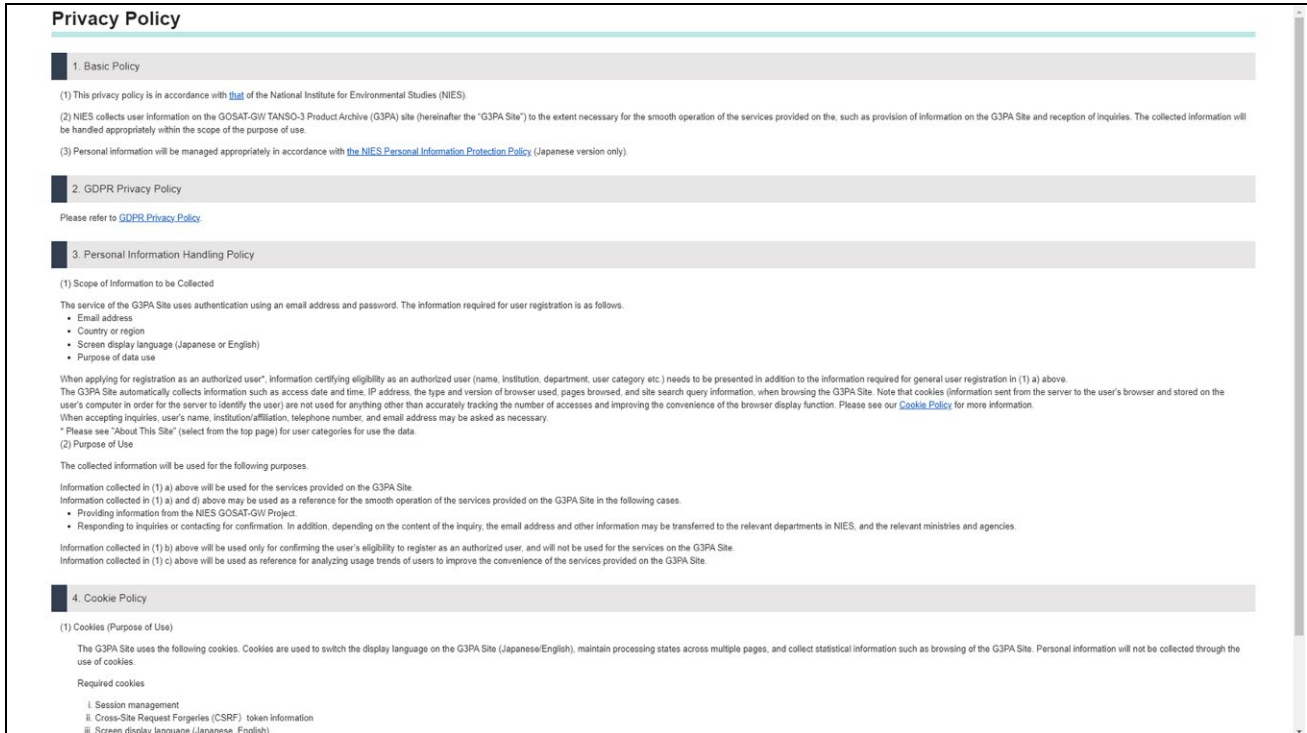 Privacy Policy
1. Basic Policy
(1) This privacy policy is in accordance with that of the National Institute for Environmental Studies (NIES).
(2) NIES collects user information on the GOSAT-GW TANSO-3 Product Archive (G3PA) site (hereinafter the “G3PA Site”) to the extent necessary for the smooth operation of the services provided on the, such as provision of information on the G3PA Site and reception of inquiries. The collected information will
be handled appropriately within the scope of the purpose of use.
(3) Personal information will be managed appropriately in accordance with the NIES Personal Information Protection Policy (Japanese version only).
2. GDPR Privacy Policy
Please refer to GDPR Privacy Policy.
3. Personal Information Handling Policy
(1) Scope of Information to be Collected
The service of the G3PA Site uses authentication using an email address and password. The information required for user registration is as follows.
• Email address
• Country or region
• Screen display language (Japanese or English)
• Purpose of data use
When applying for registration as an authorized user*, information certifying eligibility as an authorized user (name, institution, department, user category etc.) needs to be presented in addition to the information required for general user registration in (1) a) above.
The G3PA Site automatically collects information such as access date and time, IP address, the type and version of browser used, pages browsed, and site search query information, when browsing the G3PA Site. Note that cookies (information sent from the server to the user's browser and stored on the
user's computer in order for the server to identify the user) are not used for anything other than accurately tracking the number of accesses and improving the convenience of the browser display function. Please see our Cookie Policy for more information.
When accepting inquiries, user's name, institution/affiliation, telephone number, and email address may be asked as necessary.
* Please see "About This Site" (select from the top page) for user categories for use the data.
(2) Purpose of Use
The collected information will be used for the following purposes.
Information collected in (1) a) above will be used for the services provided on the G3PA Site.
Information collected in (1) a) and d) above may be used as a reference for the smooth operation of the services provided on the G3PA Site in the following cases.
• Providing information from the NIES GOSAT-GW Project.
• Responding to inquiries or contacting for confirmation. In addition, depending on the content of the inquiry, the email address and other information may be transferred to the relevant departments in NIES, and the relevant ministries and agencies.
Information collected in (1) b) above will be used only for confirming the user's eligibility to register as an authorized user, and will not be used for the services on the G3PA Site.
Information collected in (1) c) above will be used as reference for analyzing usage trends of users to improve the convenience of the services provided on the G3PA Site.
4. Cookie Policy
(1) Cookies (Purpose of Use)
The G3PA Site uses the following cookies. Cookies are used to switch the display language on the G3PA Site (Japanese/English), maintain processing states across multiple pages, and collect statistical information such as browsing of the G3PA Site. Personal information will not be collected through the
use of cookies.
Required cookies
i. Session management
ii. Cross-Site Request Forgeries (CSRF) token information
iii. Screen display language (Japanese, English)